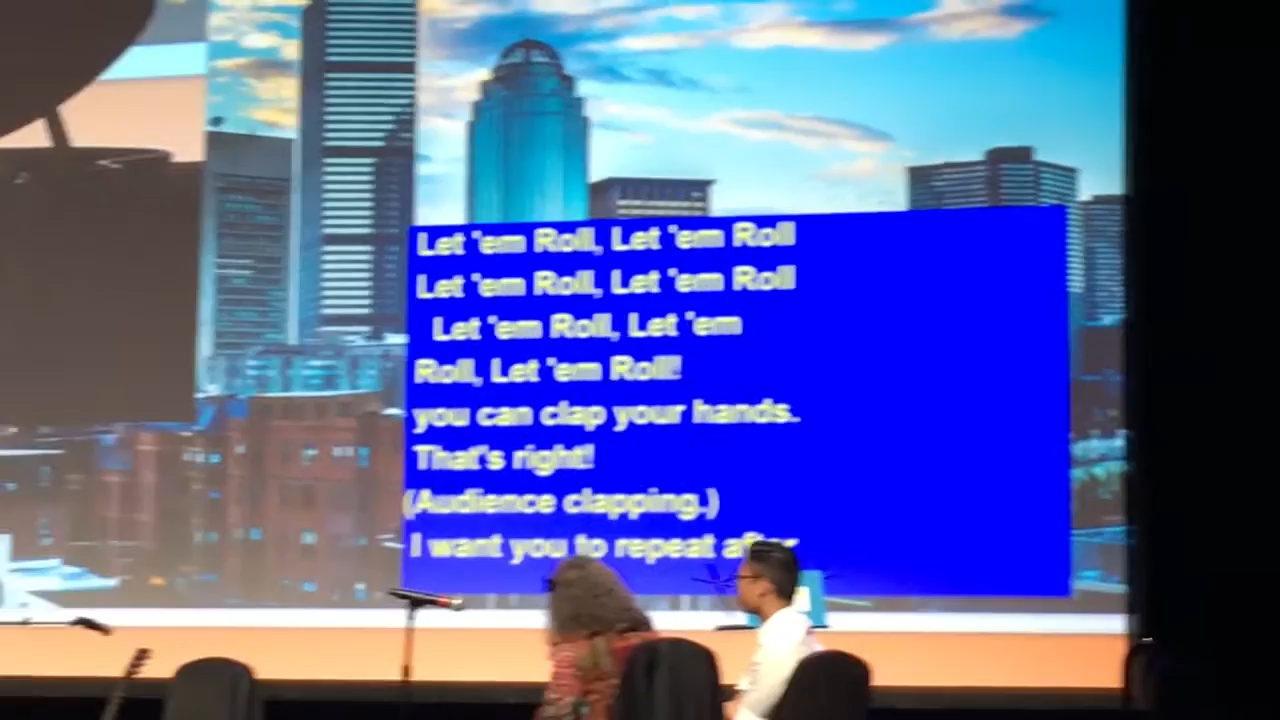 Let 'em Roll, Let 'em Roll
Let 'em Roll, Let 'em Roll
Let 'em Roll, Let 'em
Roll, Let 'em Roll!
you can clap your hands.
That's right!
(Audience clapping.)
I want you to repeat after